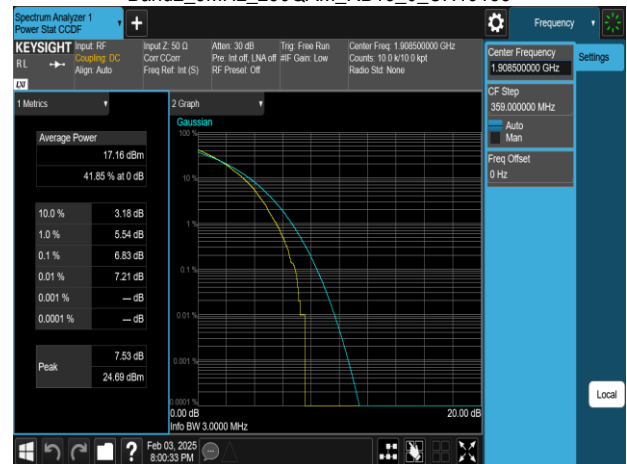 Spectrum Analyzer 1
Power Stat CCDF
Frequency
KEYSIGHT
RL
LXI
Input: RF
Coupling: DC
Align: Auto
Input Z: 50 Ω
Corr CCorr
Freq Ref: Int (S)
Atten: 30 dB
Pre: Int off, LNA off
RF Preset: Off
Trig: Free Run
#IF Gain: Low
Center Freq: 1.908500000 GHz
Counts: 10.0 k/10.0 kpt
Radio Std: None
Center Frequency
1.908500000 GHz
Settings
CF Step
359.000000 MHz
Auto
Man
Freq Offset
0 Hz
Local
1 Metrics
Average Power
17.16 dBm
41.85 % at 0 dB
10.0 % 3.18 dB
1.0 % 5.54 dB
0.1 % 6.83 dB
0.01 % 7.21 dB
0.001 % --- dB
0.0001 % --- dB
Peak
7.53 dB
24.69 dBm
2 Graph
Gaussian
100 %
10 %
1 %
0.1 %
0.01 %
0.001 %
0.0001 %
0.00 dB
20.00 dB
Info BW 3.0000 MHz
?
Feb 03, 2025
8:00:33 PM